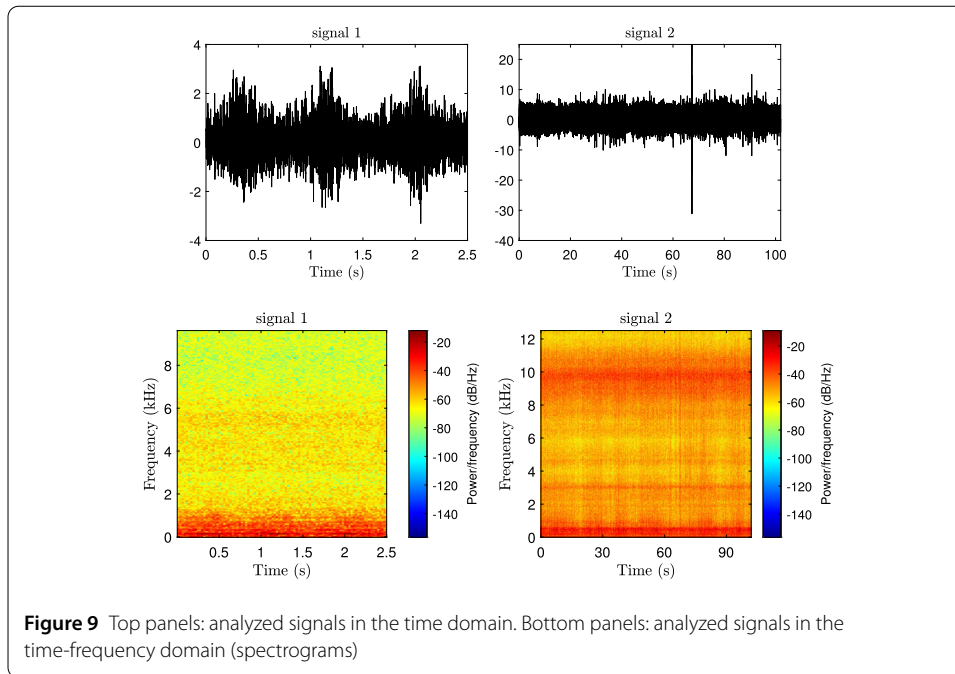 signal 1
4
2
0
-2
-4
0 0.5 1 1.5 2 2.5
Time (s)
signal 2
20
10
0
-10
-20
-30
-40
0 20 40 60 80 100
Time (s)
signal 1
8
6
4
2
0
Frequency (kHz)
0.5 1 1.5 2 2.5
Time (s)
-20
-40
-60
-80
-100
-120
-140
Power/frequency (dB/Hz)
signal 2
12
10
8
6
4
2
0
Frequency (kHz)
0 30 60 90
Time (s)
-20
-40
-60
-80
-100
-120
-140
Power/frequency (dB/Hz)
Figure 9 Top panels: analyzed signals in the time domain. Bottom panels: analyzed signals in the
time-frequency domain (spectrograms)